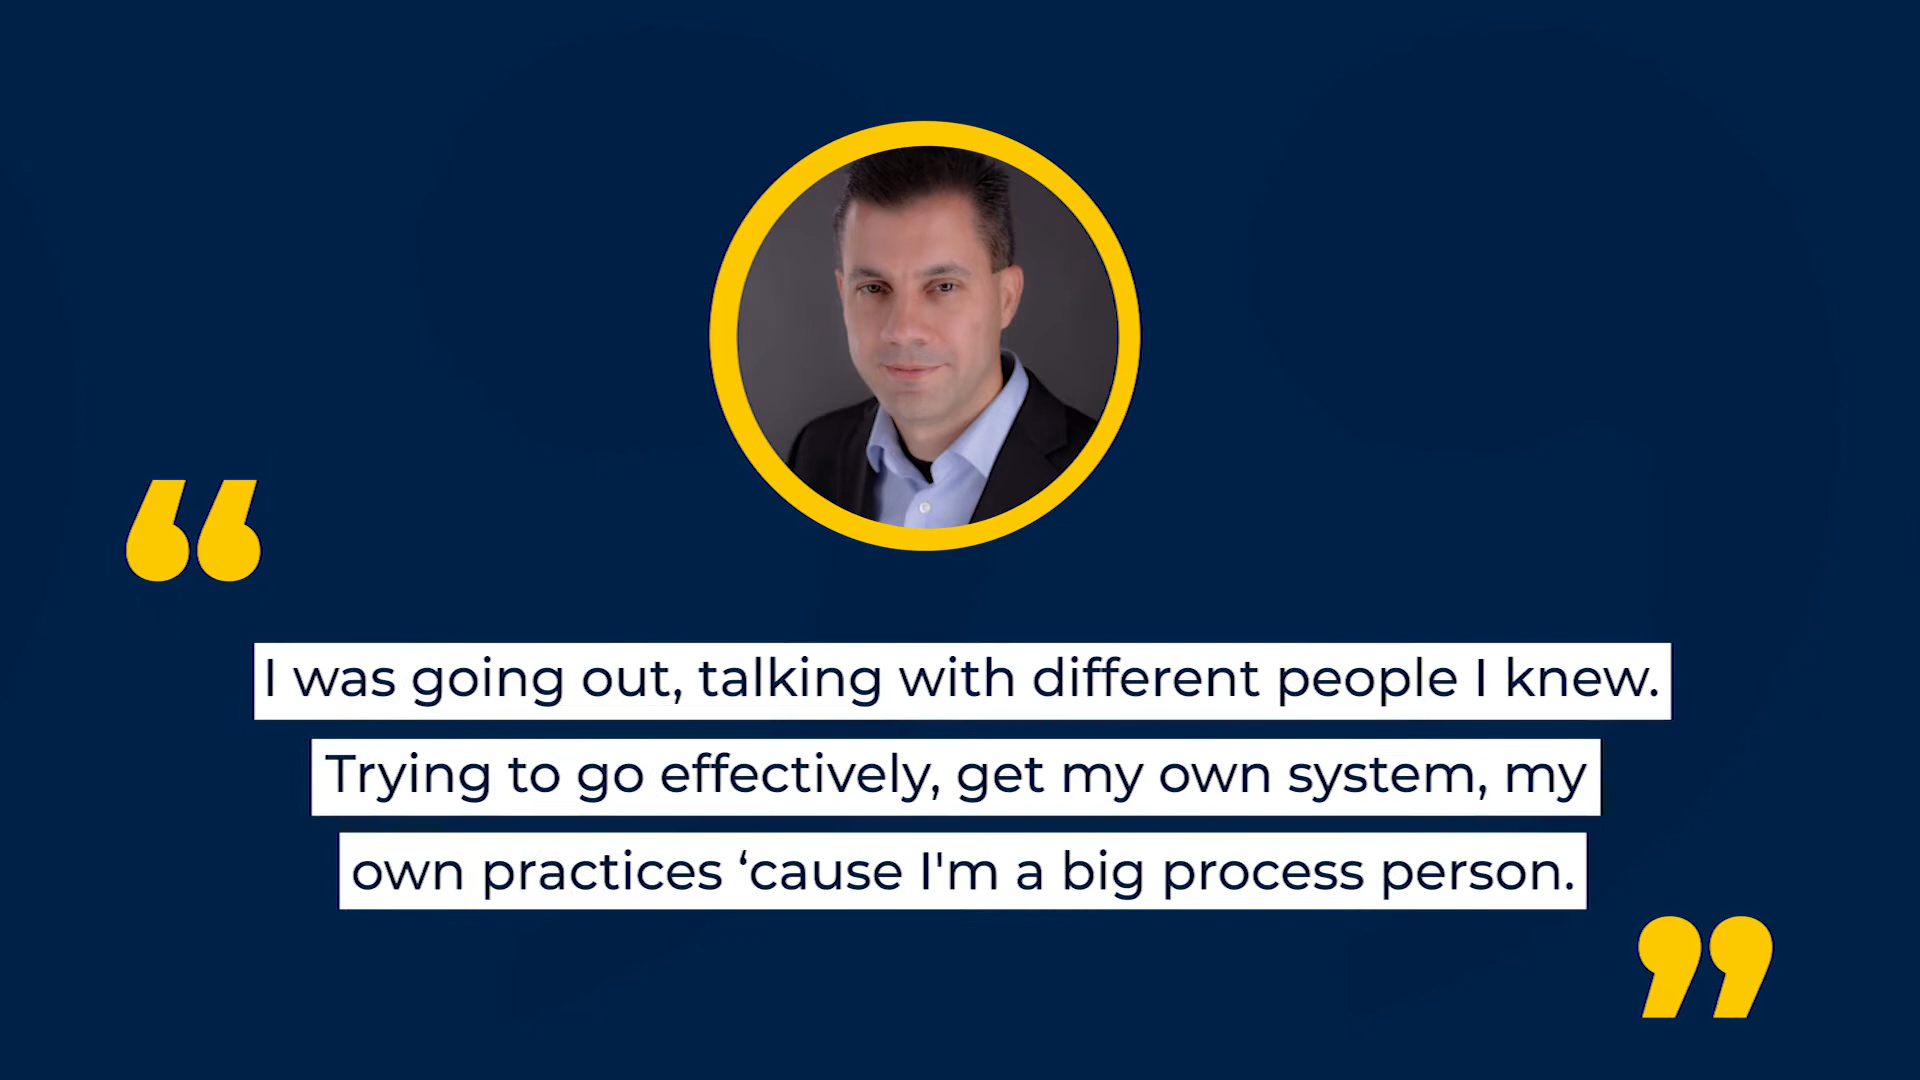 “
I was going out, talking with different people I knew.
Trying to go effectively, get my own system, my
own practices ‘cause I'm a big process person.
”